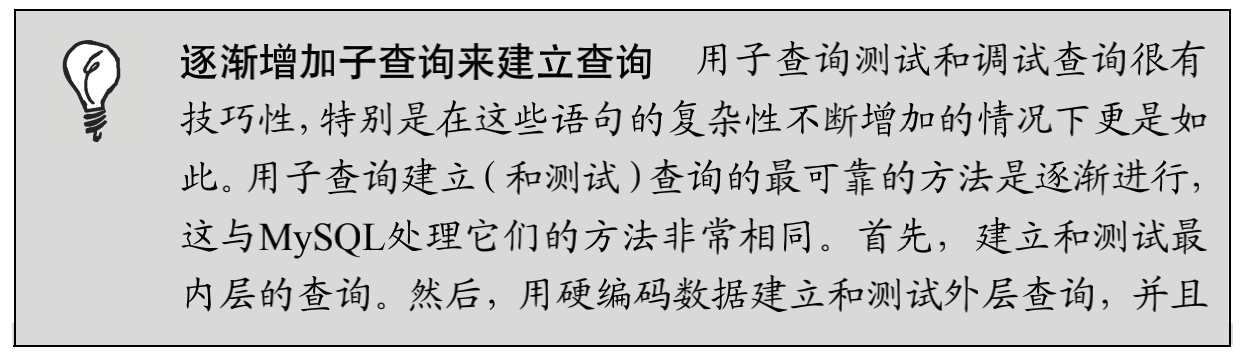 逐渐增加子查询来建立查询 用子查询测试和调试查询很有
技巧性，特别是在这些语句的复杂性不断增加的情况下更是如
此。用子查询建立（和测试）查询的最可靠的方法是逐渐进行，
这与MySQL处理它们的方法非常相同。首先，建立和测试最
内层的查询。然后，用硬编码数据建立和测试外层查询，并且